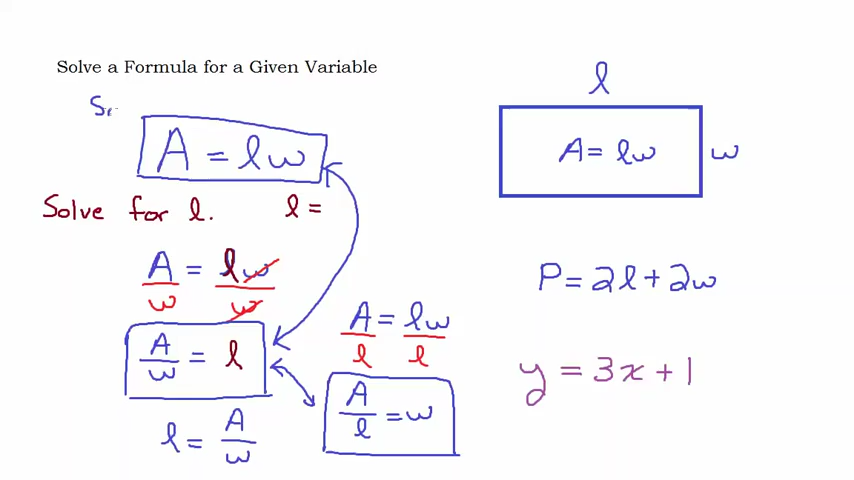 Solve a Formula for a Given Variable
A = lw
Solve for l. l =
A/w = lw/w
A/w = l
l = A/w
A/l = lw/l
A/l = w
l
A = lw
w
P = 2l + 2w
y = 3x + 1